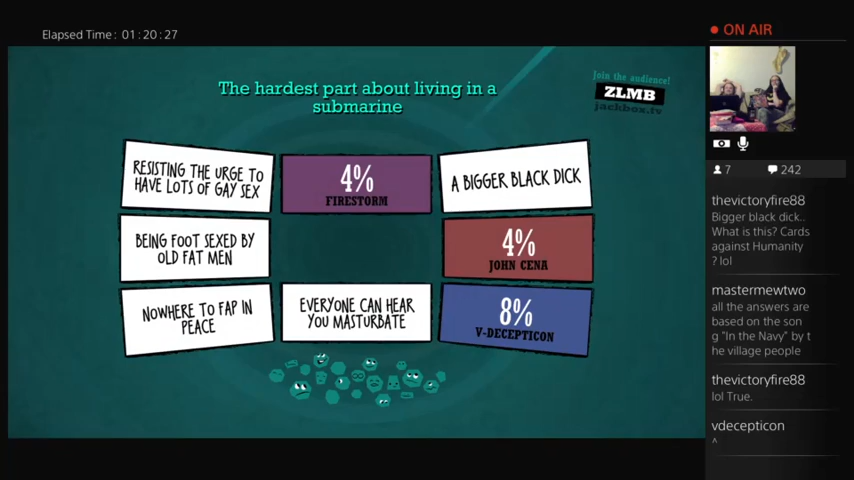 Elapsed Time : 01:20:27
ON AIR
The hardest part about living in a
submarine
Join the audience!
ZLMB
jackbox.tv
RESISTING THE URGE TO
HAVE LOTS OF GAY SEX
4%
FIRESTORM
A BIGGER BLACK DICK
BEING FOOT SEXED BY
OLD FAT MEN
4%
JOHN CENA
NOWHERE TO FAP IN
PEACE
EVERYONE CAN HEAR
YOU MASTURBATE
8%
V-DECEPTICON
7
242
thevictoryfire88
Bigger black dick..
What is this? Cards
against Humanity
? lol
mastermewtwo
all the answers are
based on the son
g "In the Navy" by t
he village people
thevictoryfire88
lol True.
vdecepticon
^